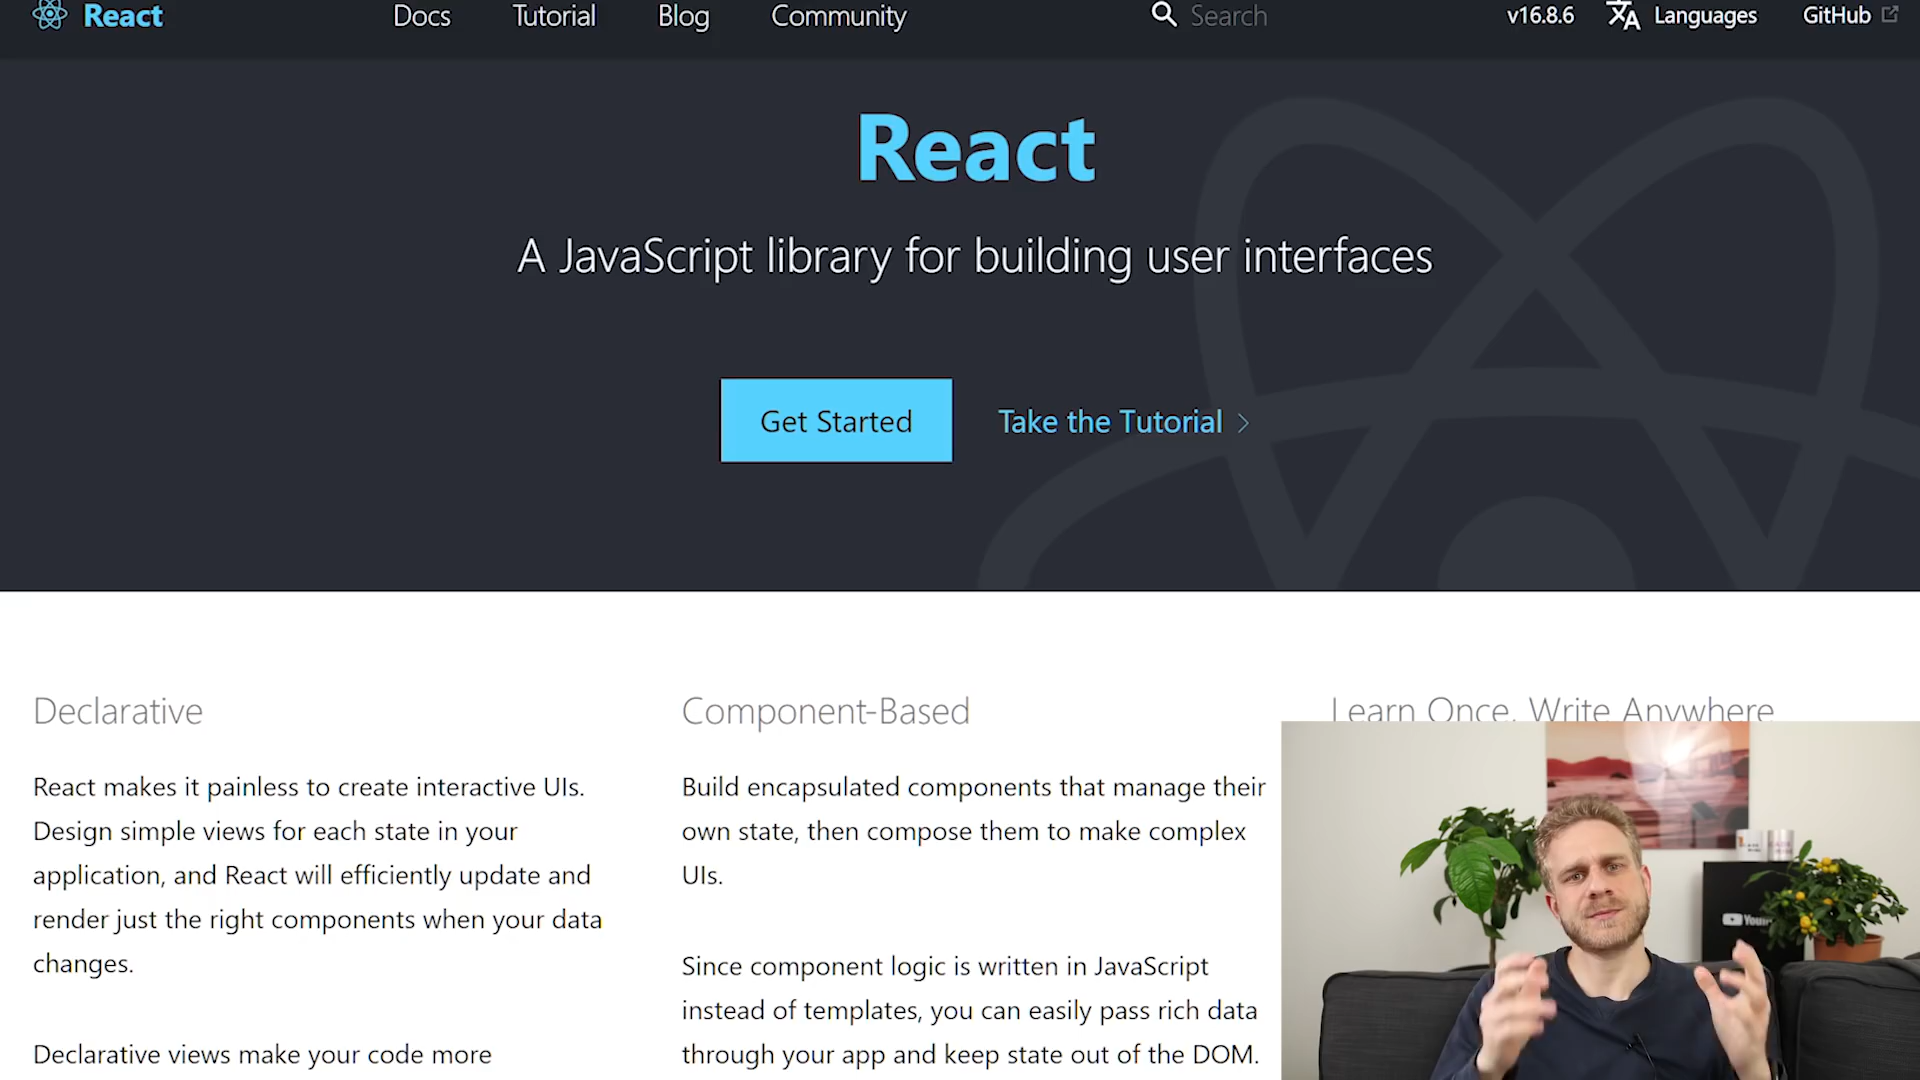 React
Docs
Tutorial
Blog
Community
Search
v16.8.6
Languages
GitHub
React
A JavaScript library for building user interfaces
Get Started
Take the Tutorial
Declarative
React makes it painless to create interactive UIs.
Design simple views for each state in your
application, and React will efficiently update and
render just the right components when your data
changes.
Declarative views make your code more
Component-Based
Build encapsulated components that manage their
own state, then compose them to make complex
UIs.
Since component logic is written in JavaScript
instead of templates, you can easily pass rich data
through your app and keep state out of the DOM.
Learn Once, Write Anywhere